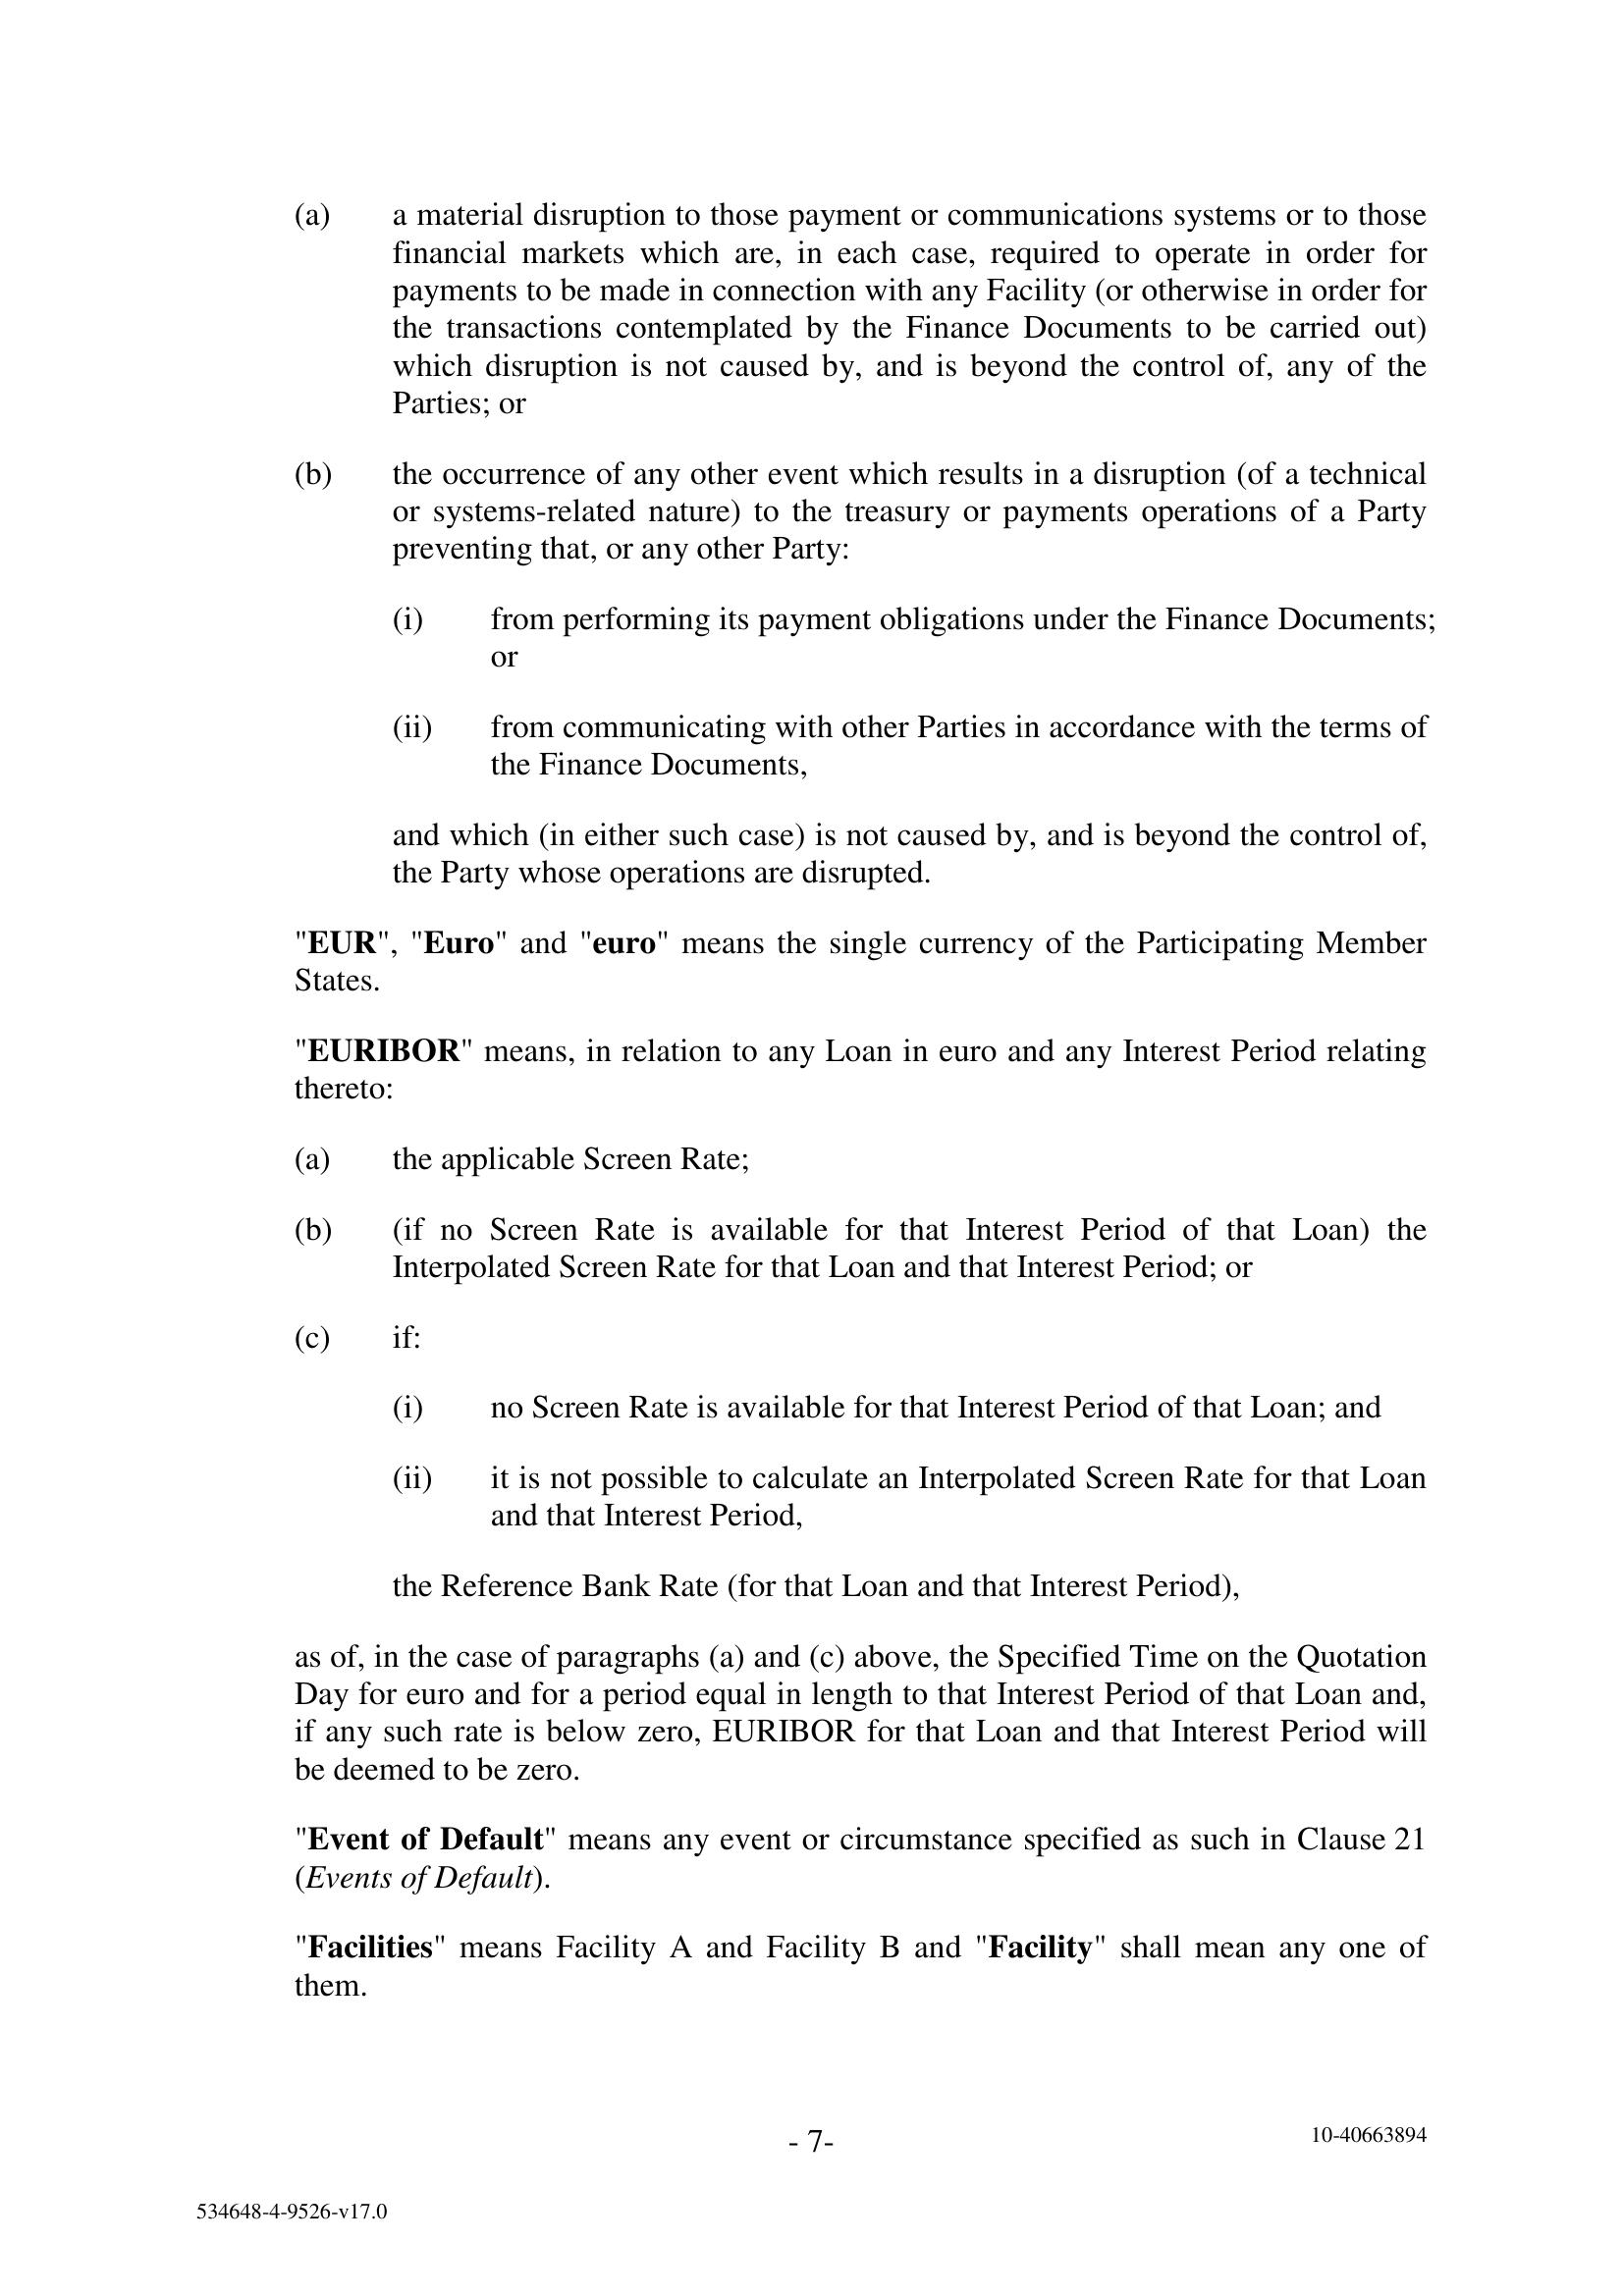 (a) a material disruption to those payment or communications systems or to those
financial markets which are, in each case, required to operate in order for
payments to be made in connection with any Facility (or otherwise in order for
the transactions contemplated by the Finance Documents to be carried out)
which disruption is not caused by, and is beyond the control of, any of the
Parties; or
(b) the occurrence of any other event which results in a disruption (of a technical
or systems-related nature) to the treasury or payments operations of a Party
preventing that, or any other Party:
(i) from performing its payment obligations under the Finance Documents;
or
(ii) from communicating with other Parties in accordance with the terms of
the Finance Documents,
and which (in either such case) is not caused by, and is beyond the control of,
the Party whose operations are disrupted.
"EUR", "Euro" and "euro" means the single currency of the Participating Member
States.
"EURIBOR" means, in relation to any Loan in euro and any Interest Period relating
thereto:
(a) the applicable Screen Rate;
(b) (if no Screen Rate is available for that Interest Period of that Loan) the
Interpolated Screen Rate for that Loan and that Interest Period; or
(c) if:
(i) no Screen Rate is available for that Interest Period of that Loan; and
(ii) it is not possible to calculate an Interpolated Screen Rate for that Loan
and that Interest Period,
the Reference Bank Rate (for that Loan and that Interest Period),
as of, in the case of paragraphs (a) and (c) above, the Specified Time on the Quotation
Day for euro and for a period equal in length to that Interest Period of that Loan and,
if any such rate is below zero, EURIBOR for that Loan and that Interest Period will
be deemed to be zero.
"Event of Default" means any event or circumstance specified as such in Clause 21
(Events of Default).
"Facilities" means Facility A and Facility B and "Facility" shall mean any one of
them.
- 7-
10-40663894
534648-4-9526-v17.0